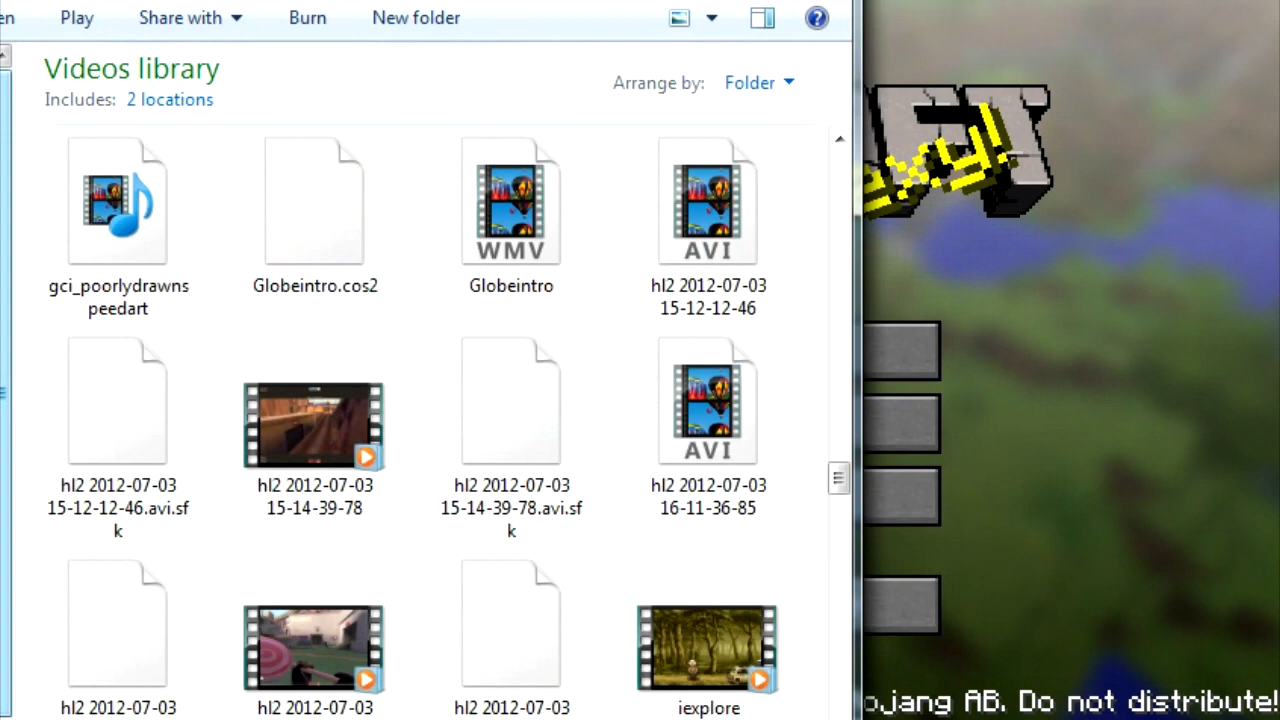 en Play Share with Burn New folder
Videos library
Includes: 2 locations
Arrange by: Folder
WMV
AVI
gci_poorlydrawns
peedart
Globeintro.cos2
Globeintro
hl2 2012-07-03
15-12-12-46
AVI
hl2 2012-07-03
15-12-12-46.avi.sf
k
hl2 2012-07-03
15-14-39-78
hl2 2012-07-03
15-14-39-78.avi.sf
k
hl2 2012-07-03
16-11-36-85
hl2 2012-07-03
hl2 2012-07-03
hl2 2012-07-03
iexplore
ojang AB. Do not distribute!